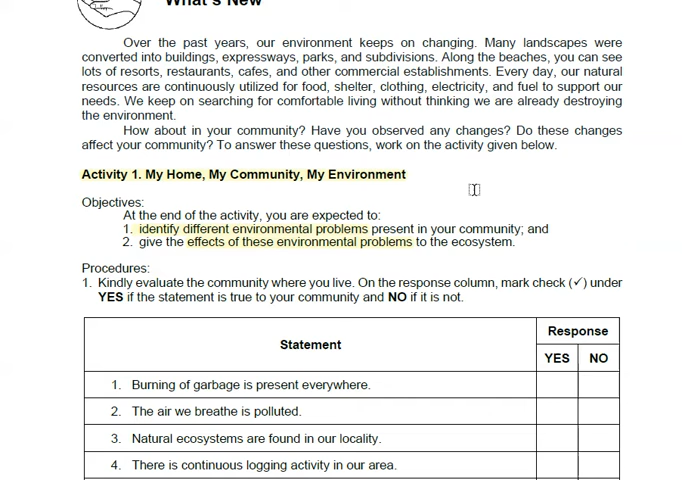 What's New
Over the past years, our environment keeps on changing. Many landscapes were
converted into buildings, expressways, parks, and subdivisions. Along the beaches, you can see
lots of resorts, restaurants, cafes, and other commercial establishments. Every day, our natural
resources are continuously utilized for food, shelter, clothing, electricity, and fuel to support our
needs. We keep on searching for comfortable living without thinking we are already destroying
the environment.
How about in your community? Have you observed any changes? Do these changes
affect your community? To answer these questions, work on the activity given below.
Activity 1. My Home, My Community, My Environment
Objectives:
At the end of the activity, you are expected to:
1. identify different environmental problems present in your community; and
2. give the effects of these environmental problems to the ecosystem.
Procedures:
1. Kindly evaluate the community where you live. On the response column, mark check (✓) under
YES if the statement is true to your community and NO if it is not.
Statement
Response
YES NO
1. Burning of garbage is present everywhere.
2. The air we breathe is polluted.
3. Natural ecosystems are found in our locality.
4. There is continuous logging activity in our area.